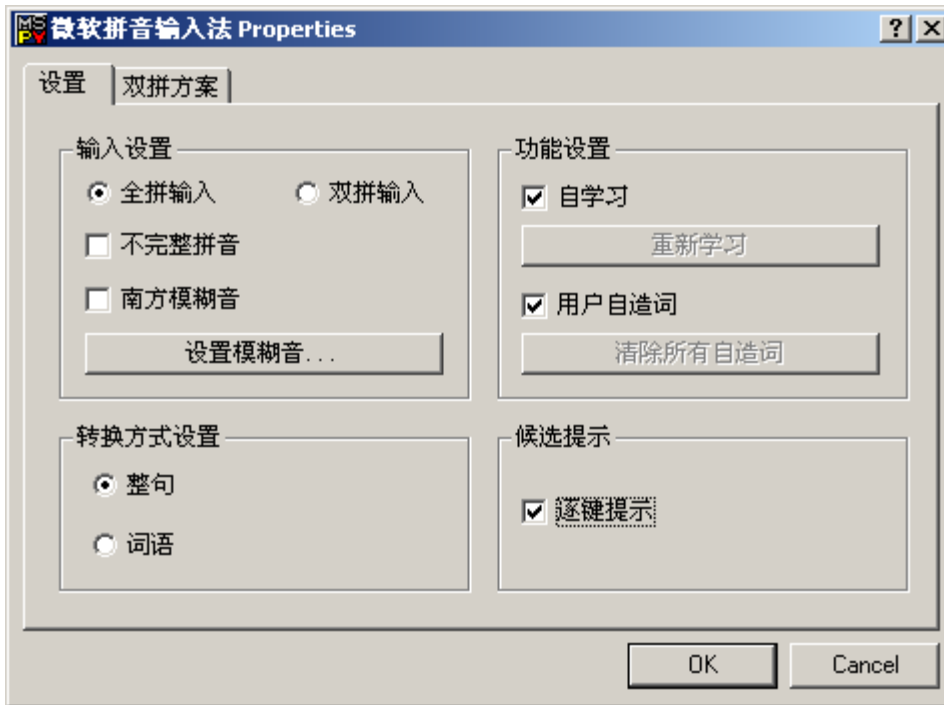 MSPY 微软拼音输入法 Properties
设置 双拼方案
输入设置
全拼输入 双拼输入
不完整拼音
南方模糊音
设置模糊音...
功能设置
自学习
重新学习
用户自造词
清除所有自造词
转换方式设置
整句
词语
候选提示
逐键提示
OK Cancel